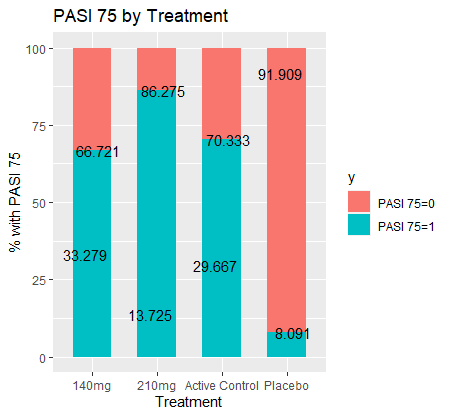 PASI 75 by Treatment
% with PASI 75
100
75
50
25
0
91.909
86.275
70.333
66.721
33.279
29.667
13.725
8.091
140mg
210mg
Active Control
Placebo
Treatment
y
PASI 75=0
PASI 75=1